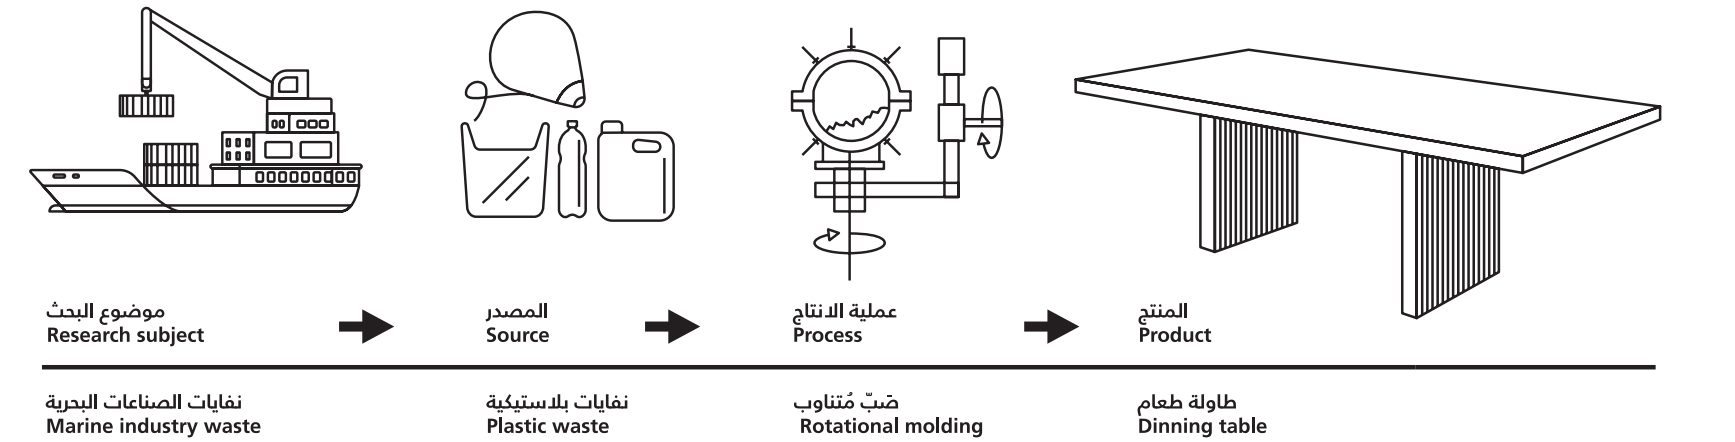 موضوع البحث
Research subject
المصدر
Source
عملية الانتاج
Process
المنتج
Product
نفايات الصناعات البحرية
Marine industry waste
نفايات بلاستيكية
Plastic waste
صَبّ مُتناوب
Rotational molding
طاولة طعام
Dinning table